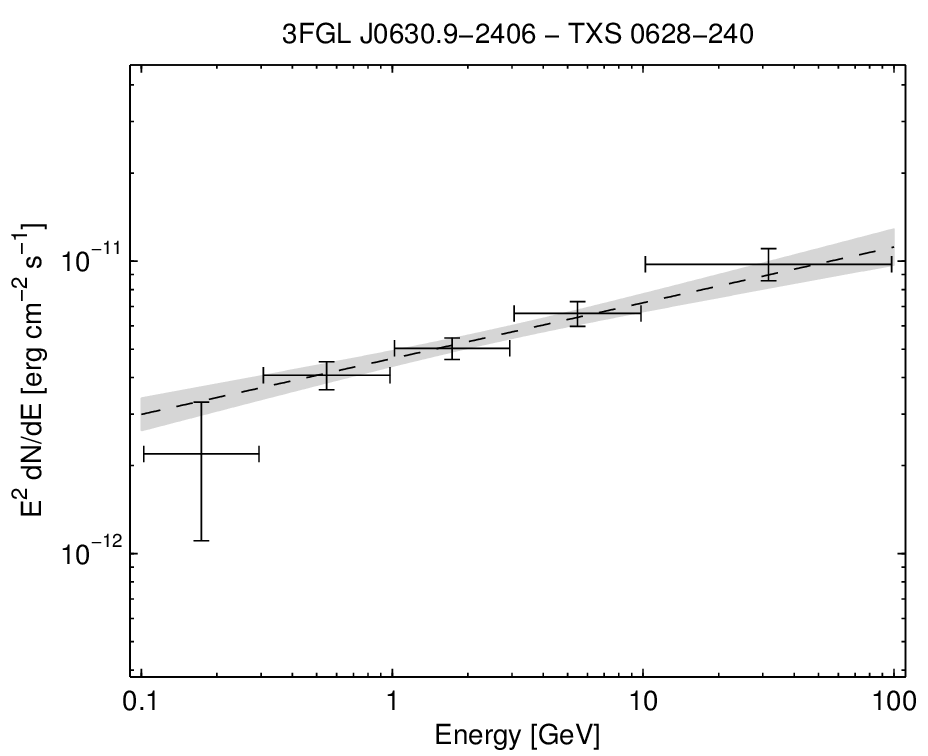 3FGL J0630.9−2406 − TXS 0628−240
E² dN/dE [erg cm⁻² s⁻¹]
10⁻¹¹
10⁻¹²
0.1 1 10 100
Energy [GeV]